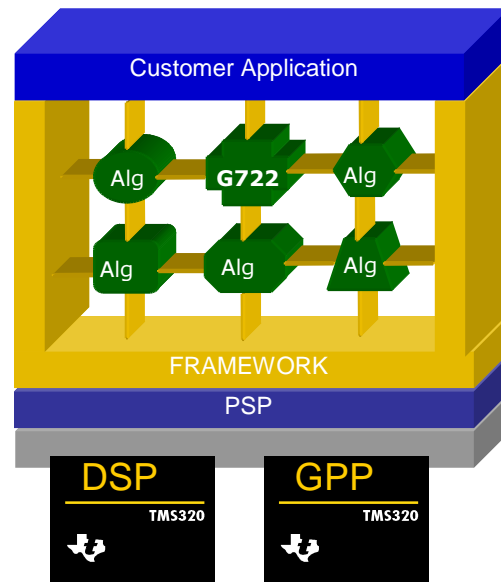 Customer Application
Alg
G722
Alg
Alg
Alg
Alg
FRAMEWORK
PSP
DSP
TMS320
GPP
TMS320